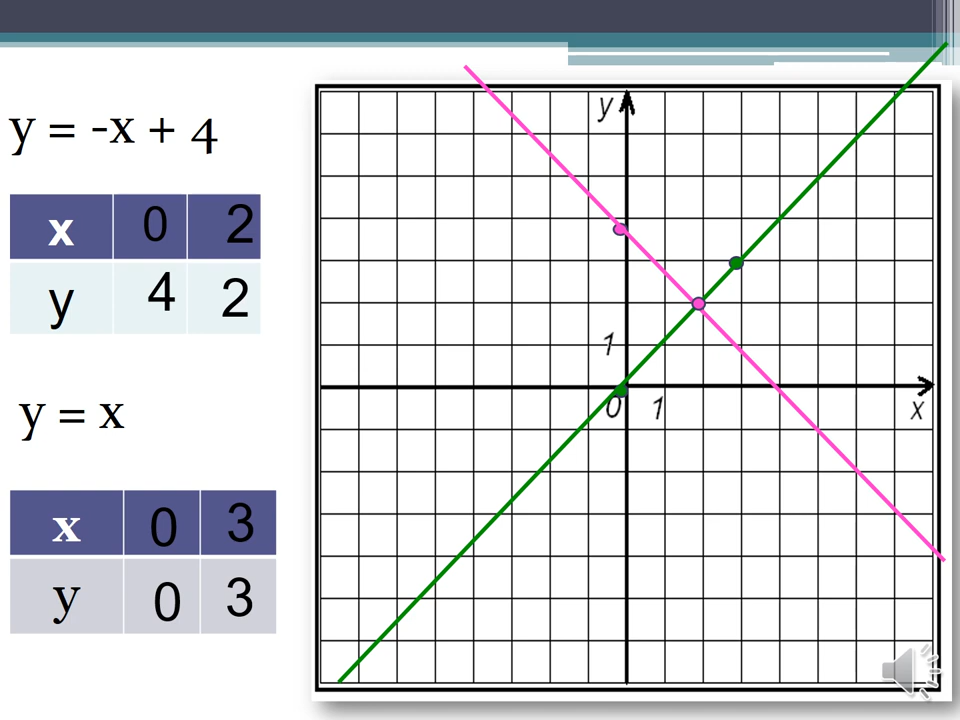 y = -x + 4
x 0 2
y 4 2
y = x
x 0 3
y 0 3
y
1
0 1 x